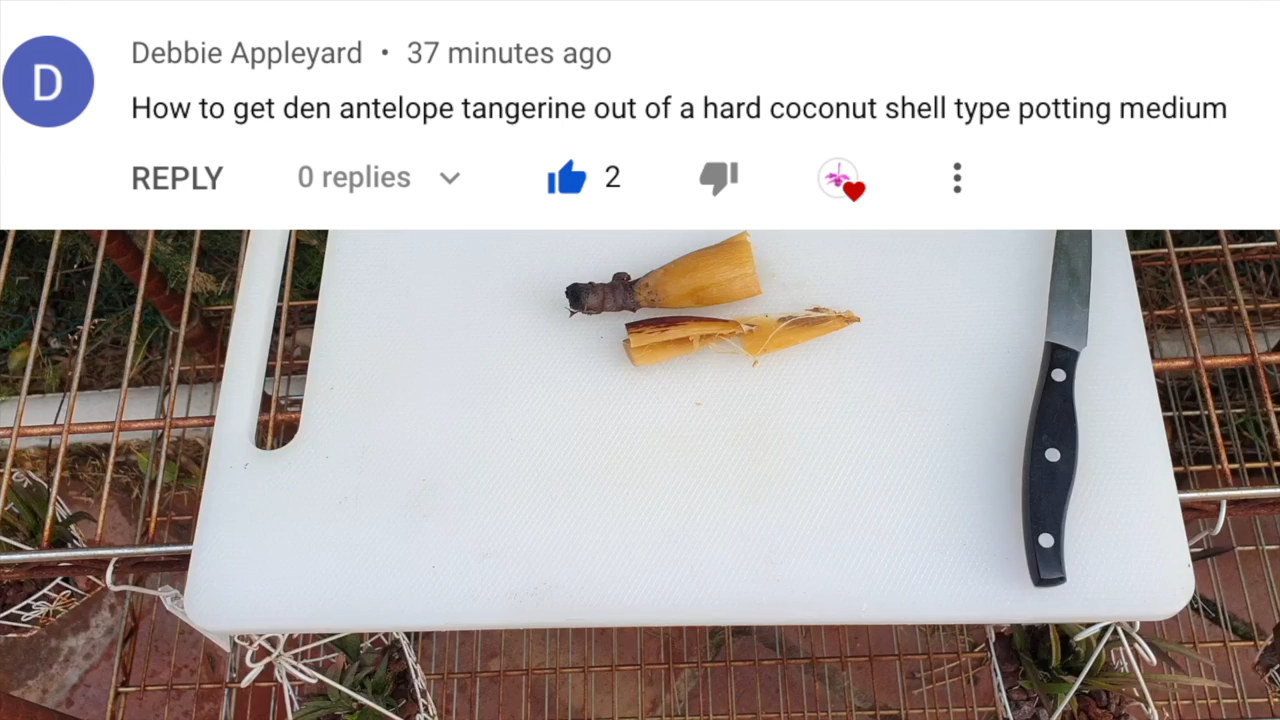 D
Debbie Appleyard • 37 minutes ago
How to get den antelope tangerine out of a hard coconut shell type potting medium
REPLY 0 replies 2